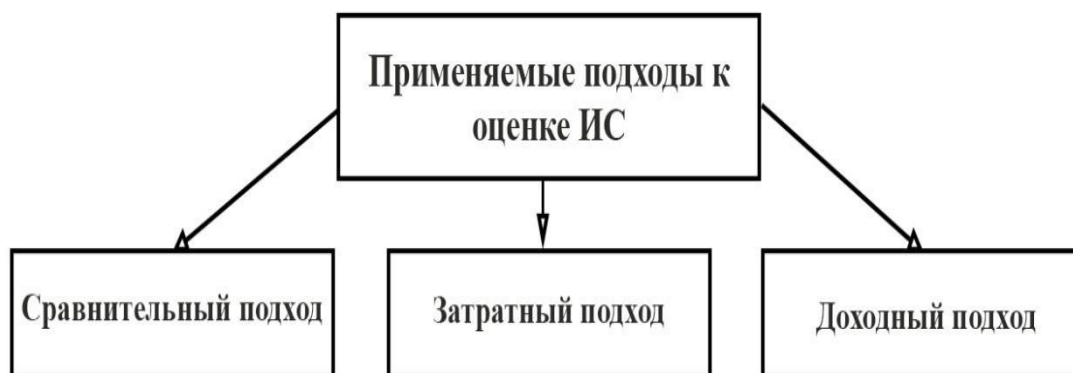 Применяемые подходы к
оценке ИС
Сравнительный подход
Затратный подход
Доходный подход